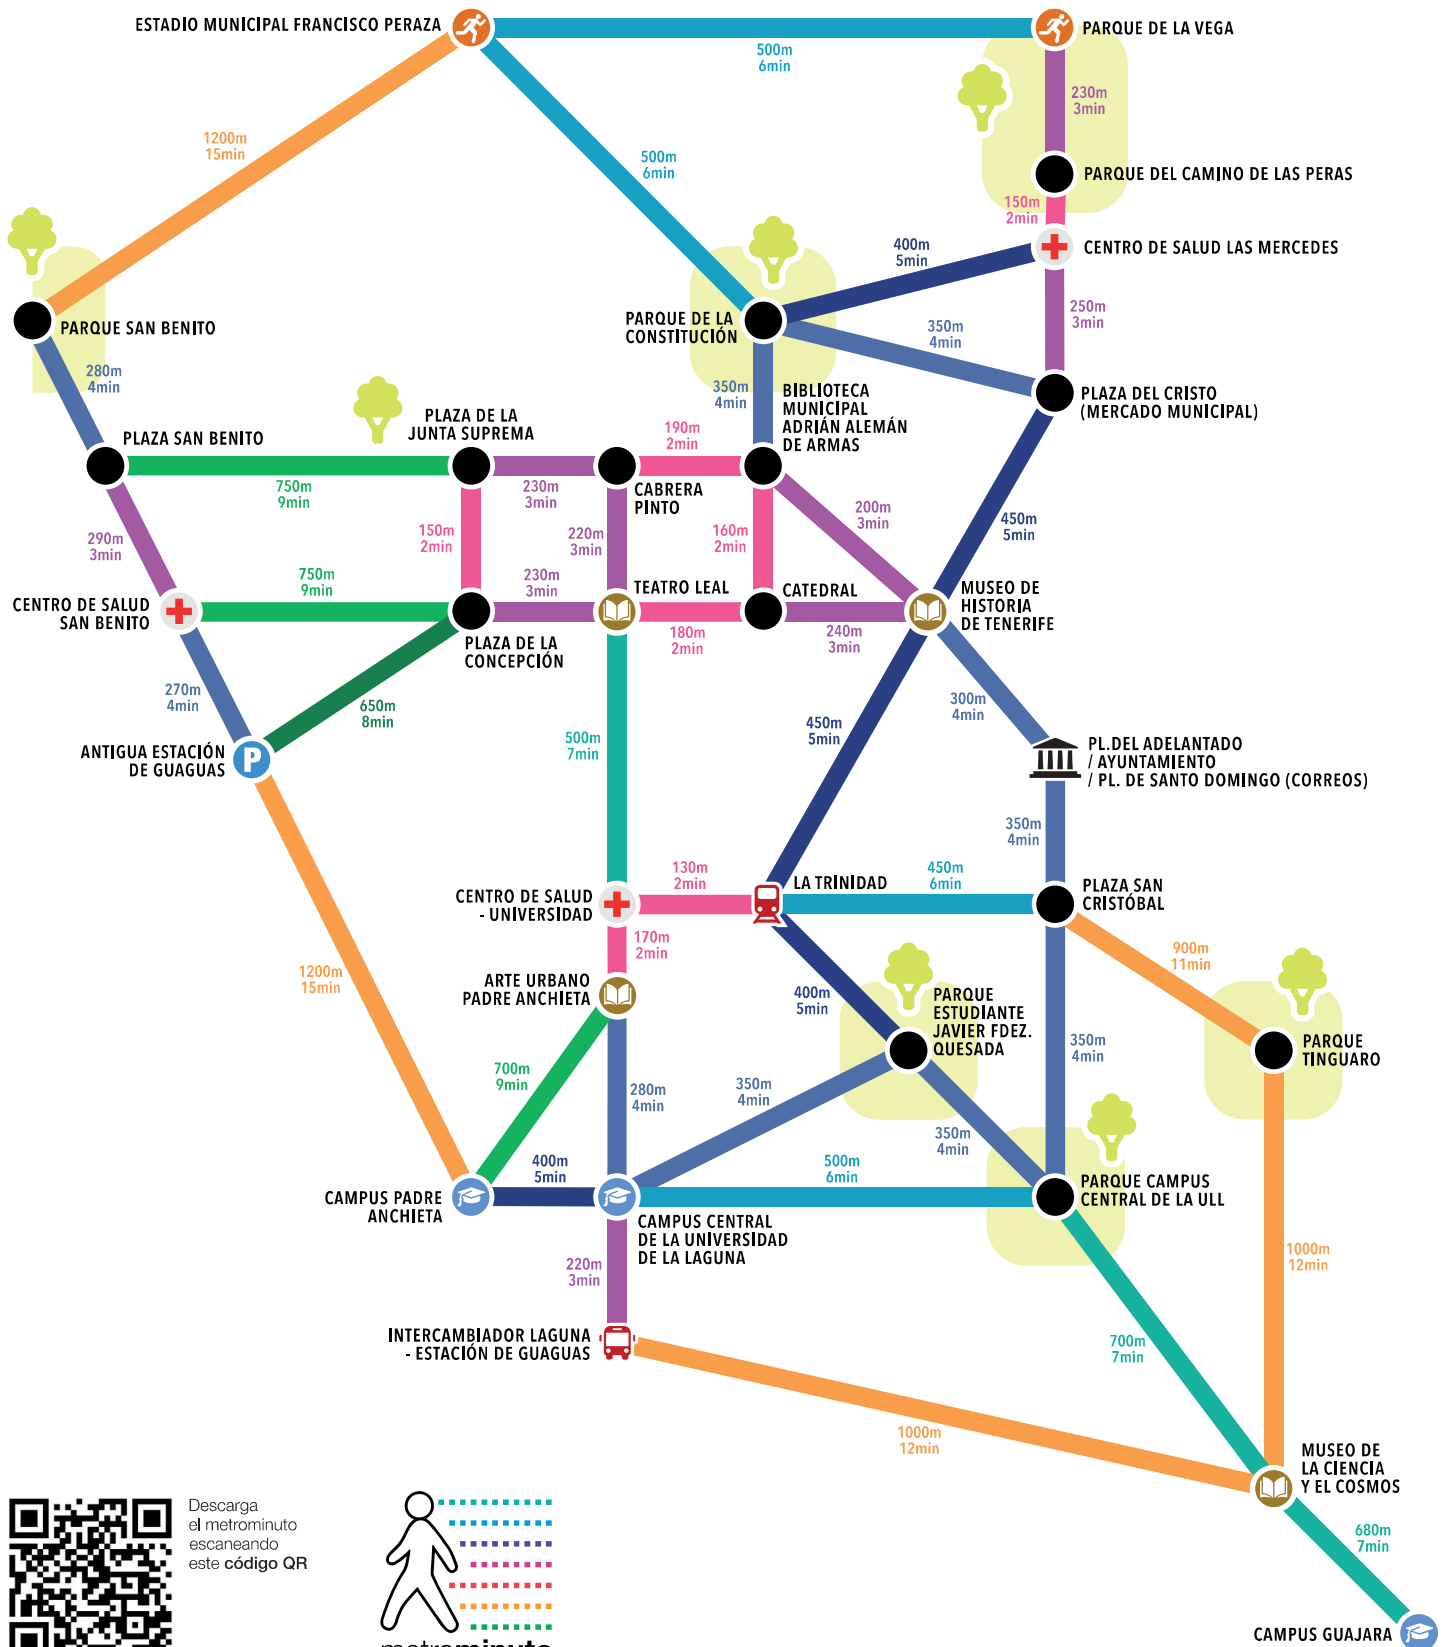 ESTADIO MUNICIPAL FRANCISCO PERAZA
PARQUE DE LA VEGA
500m
6min
230m
3min
1200m
15min
500m
6min
PARQUE DEL CAMINO DE LAS PERAS
150m
2min
CENTRO DE SALUD LAS MERCEDES
400m
5min
PARQUE SAN BENITO
PARQUE DE LA
CONSTITUCIÓN
350m
4min
250m
3min
280m
4min
350m
4min
BIBLIOTECA
MUNICIPAL
ADRIÁN ALEMÁN
DE ARMAS
PLAZA DEL CRISTO
(MERCADO MUNICIPAL)
PLAZA DE LA
JUNTA SUPREMA
PLAZA SAN BENITO
190m
2min
750m
9min
230m
3min
CABRERA
PINTO
200m
3min
450m
5min
290m
3min
150m
2min
220m
3min
160m
2min
750m
9min
230m
3min
TEATRO LEAL
CATEDRAL
MUSEO DE
HISTORIA
DE TENERIFE
CENTRO DE SALUD
SAN BENITO
PLAZA DE LA
CONCEPCIÓN
180m
2min
240m
3min
270m
4min
650m
8min
300m
4min
ANTIGUA ESTACIÓN
DE GUAGUAS
P
500m
7min
450m
5min
PL.DEL ADELANTADO
/ AYUNTAMIENTO
/ PL. DE SANTO DOMINGO (CORREOS)
350m
4min
130m
2min
LA TRINIDAD
450m
6min
PLAZA SAN
CRISTÓBAL
CENTRO DE SALUD
- UNIVERSIDAD
170m
2min
900m
11min
1200m
15min
ARTE URBANO
PADRE ANCHIETA
400m
5min
PARQUE
ESTUDIANTE
JAVIER FDEZ.
QUESADA
350m
4min
PARQUE
TINGUARO
700m
9min
280m
4min
350m
4min
350m
4min
400m
5min
500m
6min
CAMPUS PADRE
ANCHIETA
CAMPUS CENTRAL
DE LA UNIVERSIDAD
DE LA LAGUNA
PARQUE CAMPUS
CENTRAL DE LA ULL
220m
3min
1000m
12min
INTERCAMBIADOR LAGUNA
- ESTACIÓN DE GUAGUAS
700m
7min
1000m
12min
MUSEO DE
LA CIENCIA
Y EL COSMOS
680m
7min
CAMPUS GUAJARA
Descarga
el metrominuto
escaneando
este código QR
metrominuto